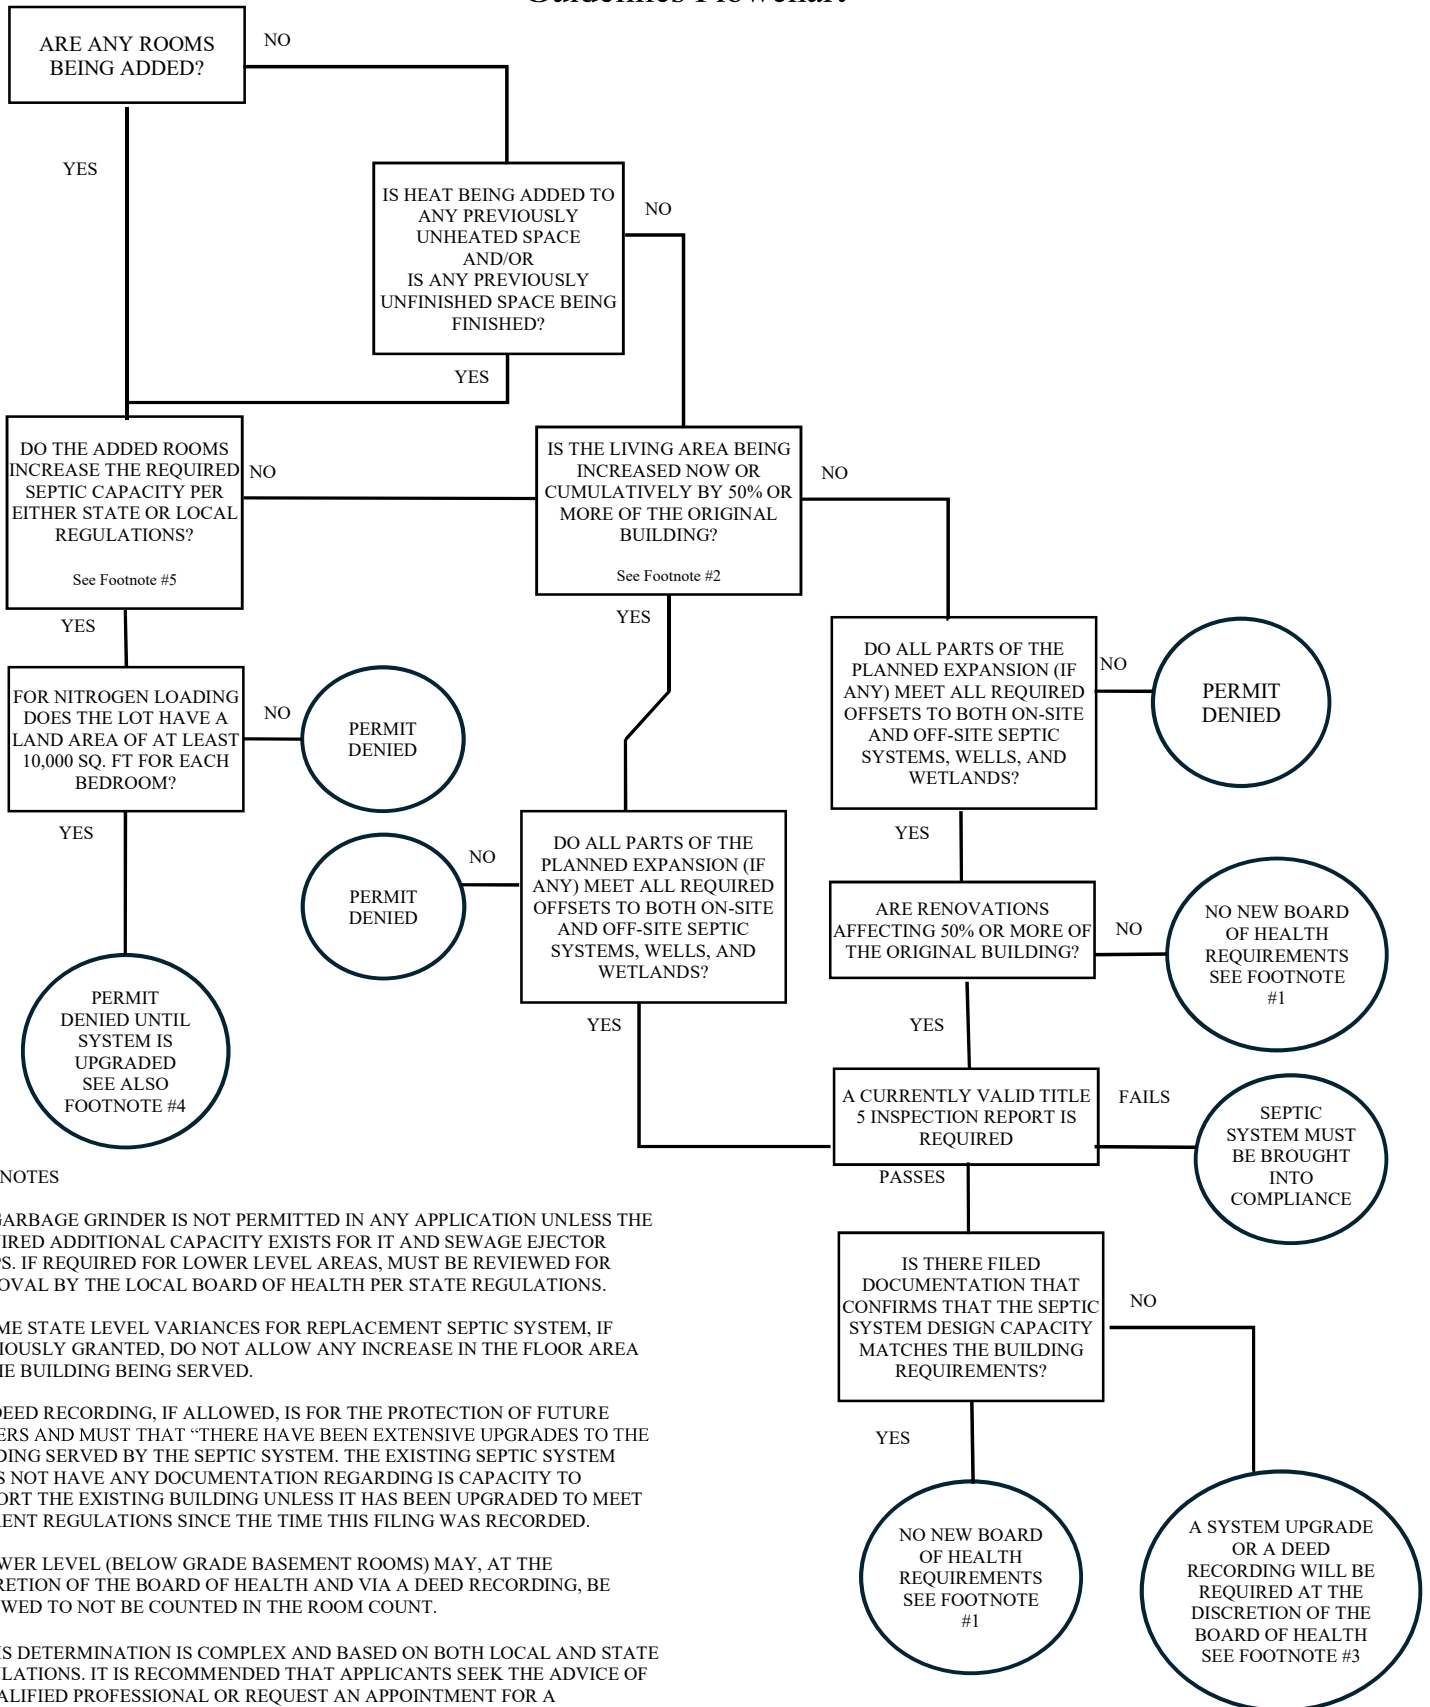 Guidelines Flowchart
ARE ANY ROOMS
BEING ADDED?
NO
YES
IS HEAT BEING ADDED TO
ANY PREVIOUSLY
UNHEATED SPACE
AND/OR
IS ANY PREVIOUSLY
UNFINISHED SPACE BEING
FINISHED?
NO
YES
DO THE ADDED ROOMS
INCREASE THE REQUIRED
SEPTIC CAPACITY PER
EITHER STATE OR LOCAL
REGULATIONS?
See Footnote #5
NO
YES
IS THE LIVING AREA BEING
INCREASED NOW OR
CUMULATIVELY BY 50% OR
MORE OF THE ORIGINAL
BUILDING?
See Footnote #2
NO
YES
FOR NITROGEN LOADING
DOES THE LOT HAVE A
LAND AREA OF AT LEAST
10,000 SQ. FT FOR EACH
BEDROOM?
NO
YES
PERMIT
DENIED
DO ALL PARTS OF THE
PLANNED EXPANSION (IF
ANY) MEET ALL REQUIRED
OFFSETS TO BOTH ON-SITE
AND OFF-SITE SEPTIC
SYSTEMS, WELLS, AND
WETLANDS?
NO
YES
PERMIT
DENIED
PERMIT
DENIED
NO
DO ALL PARTS OF THE
PLANNED EXPANSION (IF
ANY) MEET ALL REQUIRED
OFFSETS TO BOTH ON-SITE
AND OFF-SITE SEPTIC
SYSTEMS, WELLS, AND
WETLANDS?
YES
ARE RENOVATIONS
AFFECTING 50% OR MORE OF
THE ORIGINAL BUILDING?
NO
YES
NO NEW BOARD
OF HEALTH
REQUIREMENTS
SEE FOOTNOTE
#1
PERMIT
DENIED UNTIL
SYSTEM IS
UPGRADED
SEE ALSO
FOOTNOTE #4
A CURRENTLY VALID TITLE
5 INSPECTION REPORT IS
REQUIRED
FAILS
PASSES
SEPTIC
SYSTEM MUST
BE BROUGHT
INTO
COMPLIANCE
IS THERE FILED
DOCUMENTATION THAT
CONFIRMS THAT THE SEPTIC
SYSTEM DESIGN CAPACITY
MATCHES THE BUILDING
REQUIREMENTS?
NO
YES
NO NEW BOARD
OF HEALTH
REQUIREMENTS
SEE FOOTNOTE
#1
A SYSTEM UPGRADE
OR A DEED
RECORDING WILL BE
REQUIRED AT THE
DISCRETION OF THE
BOARD OF HEALTH
SEE FOOTNOTE #3
NOTES
GARBAGE GRINDER IS NOT PERMITTED IN ANY APPLICATION UNLESS THE
IRED ADDITIONAL CAPACITY EXISTS FOR IT AND SEWAGE EJECTOR
PS. IF REQUIRED FOR LOWER LEVEL AREAS, MUST BE REVIEWED FOR
OVAL BY THE LOCAL BOARD OF HEALTH PER STATE REGULATIONS.
ME STATE LEVEL VARIANCES FOR REPLACEMENT SEPTIC SYSTEM, IF
IOUSLY GRANTED, DO NOT ALLOW ANY INCREASE IN THE FLOOR AREA
HE BUILDING BEING SERVED.
DEED RECORDING, IF ALLOWED, IS FOR THE PROTECTION OF FUTURE
ERS AND MUST THAT “THERE HAVE BEEN EXTENSIVE UPGRADES TO THE
DING SERVED BY THE SEPTIC SYSTEM. THE EXISTING SEPTIC SYSTEM
S NOT HAVE ANY DOCUMENTATION REGARDING IS CAPACITY TO
ORT THE EXISTING BUILDING UNLESS IT HAS BEEN UPGRADED TO MEET
RENT REGULATIONS SINCE THE TIME THIS FILING WAS RECORDED.
WER LEVEL (BELOW GRADE BASEMENT ROOMS) MAY, AT THE
RETION OF THE BOARD OF HEALTH AND VIA A DEED RECORDING, BE
WED TO NOT BE COUNTED IN THE ROOM COUNT.
IS DETERMINATION IS COMPLEX AND BASED ON BOTH LOCAL AND STATE
LATIONS. IT IS RECOMMENDED THAT APPLICANTS SEEK THE ADVICE OF
ALIFIED PROFESSIONAL OR REQUEST AN APPOINTMENT FOR A